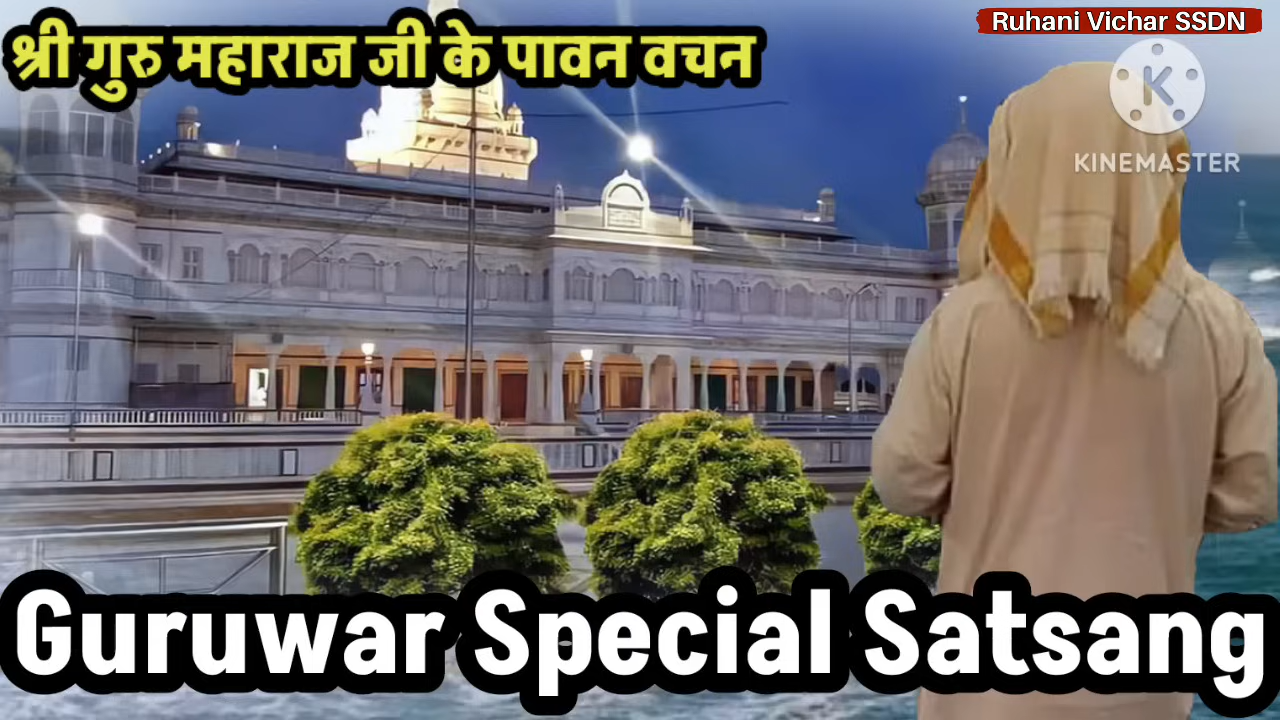 श्री गुरु महाराज जी के पावन वचन
Ruhani Vichar SSDN
K
KINEMASTER
Guruwar Special Satsang